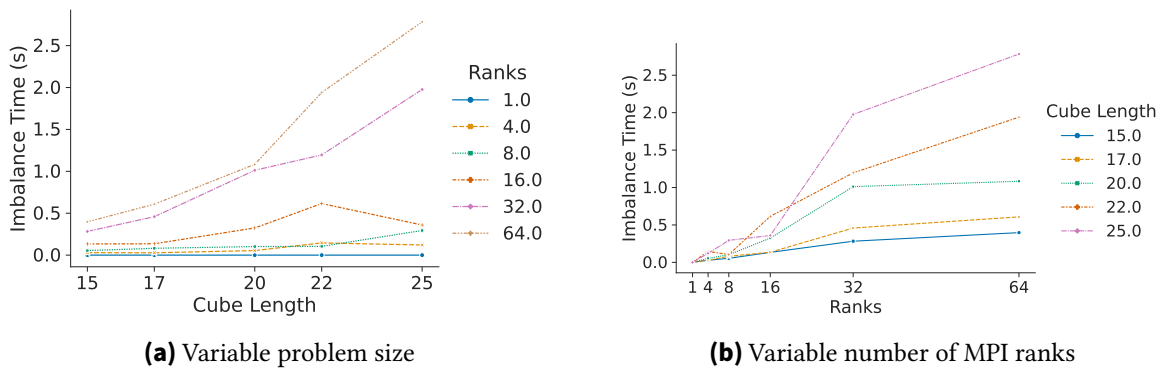 Imbalance Time (s)
2.5
2.0
1.5
1.0
0.5
0.0
15 17 20 22 25
Cube Length
Ranks
1.0
4.0
8.0
16.0
32.0
64.0
(a) Variable problem size
Imbalance Time (s)
2.5
2.0
1.5
1.0
0.5
0.0
1 4 8 16 32 64
Ranks
Cube Length
15.0
17.0
20.0
22.0
25.0
(b) Variable number of MPI ranks